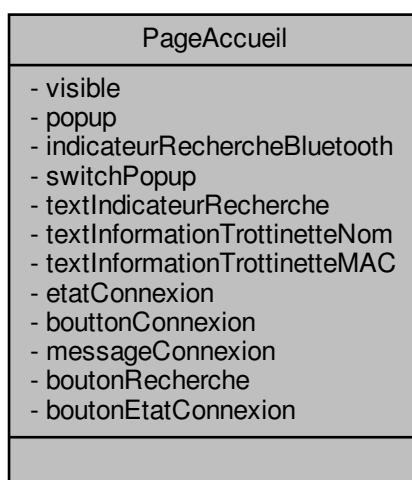 PageAccueil
- visible
- popup
- indicateurRechercheBluetooth
- switchPopup
- textIndicateurRecherche
- textInformationTrottinetteNom
- textInformationTrottinetteMAC
- etatConnexion
- bouttonConnexion
- messageConnexion
- boutonRecherche
- boutonEtatConnexion